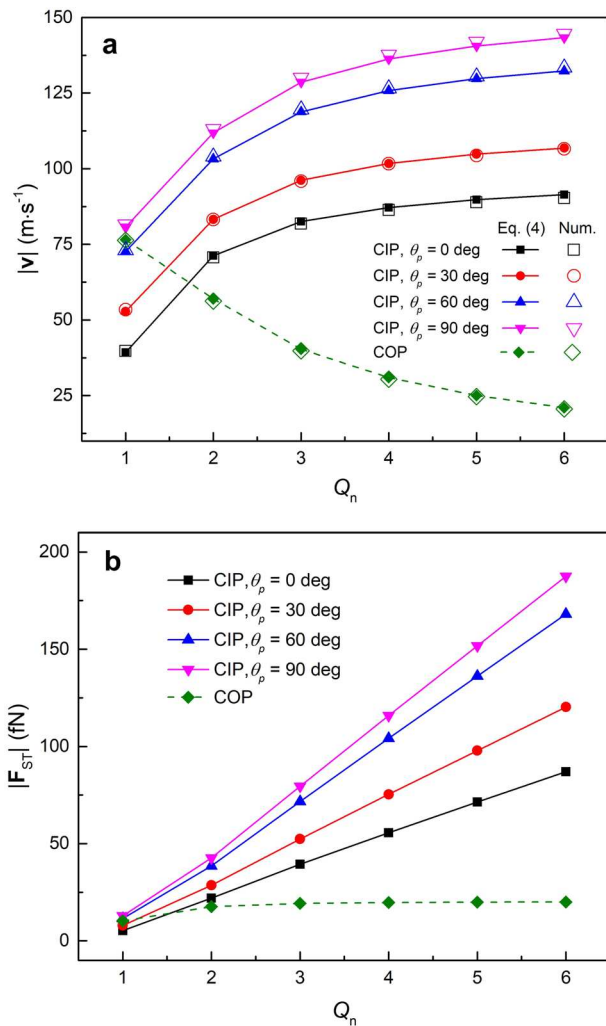 a
150
125
100
75
50
25
|v| (m·s⁻¹)
Eq. (4) Num.
CIP, θp = 0 deg
CIP, θp = 30 deg
CIP, θp = 60 deg
CIP, θp = 90 deg
COP
1 2 3 4 5 6
Qn
b
200
150
100
50
0
|FST| (fN)
CIP, θp = 0 deg
CIP, θp = 30 deg
CIP, θp = 60 deg
CIP, θp = 90 deg
COP
1 2 3 4 5 6
Qn